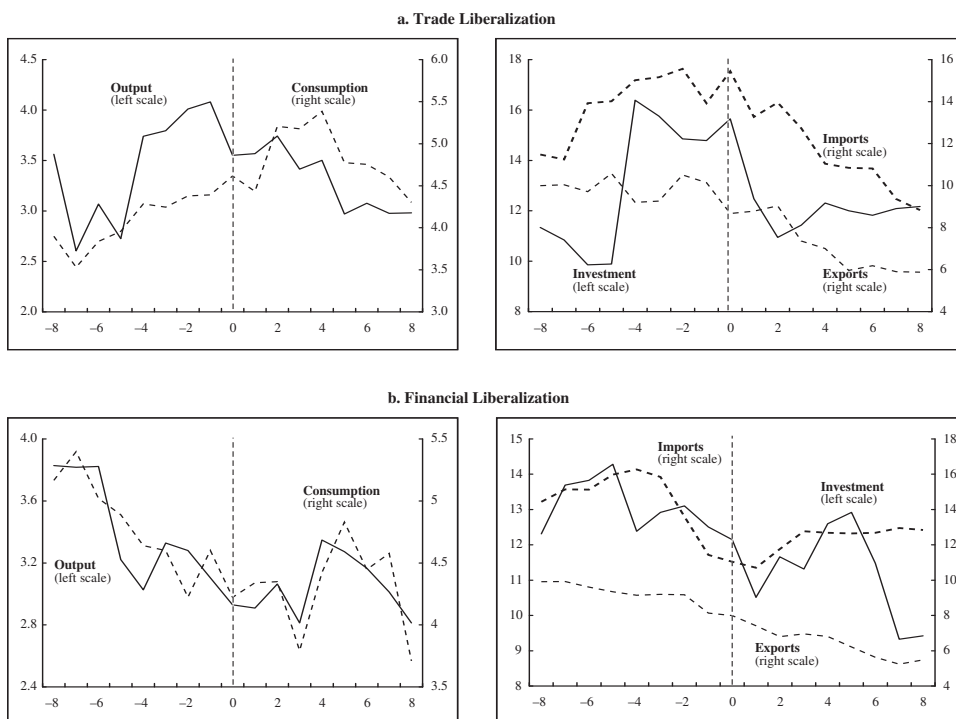 a. Trade Liberalization
4.5
4.0
3.5
3.0
2.5
2.0
6.0
5.5
5.0
4.5
4.0
3.5
3.0
Output
(left scale)
Consumption
(right scale)
–8 –6 –4 –2 0 2 4 6 8
18
16
14
12
10
8
16
14
12
10
8
6
4
Imports
(right scale)
Investment
(left scale)
Exports
(right scale)
–8 –6 –4 –2 0 2 4 6 8
b. Financial Liberalization
4.0
3.6
3.2
2.8
2.4
5.5
5
4.5
4
3.5
Consumption
(right scale)
Output
(left scale)
–8 –6 –4 –2 0 2 4 6 8
15
14
13
12
11
10
9
8
18
16
14
12
10
8
6
4
Imports
(right scale)
Investment
(left scale)
Exports
(right scale)
–8 –6 –4 –2 0 2 4 6 8